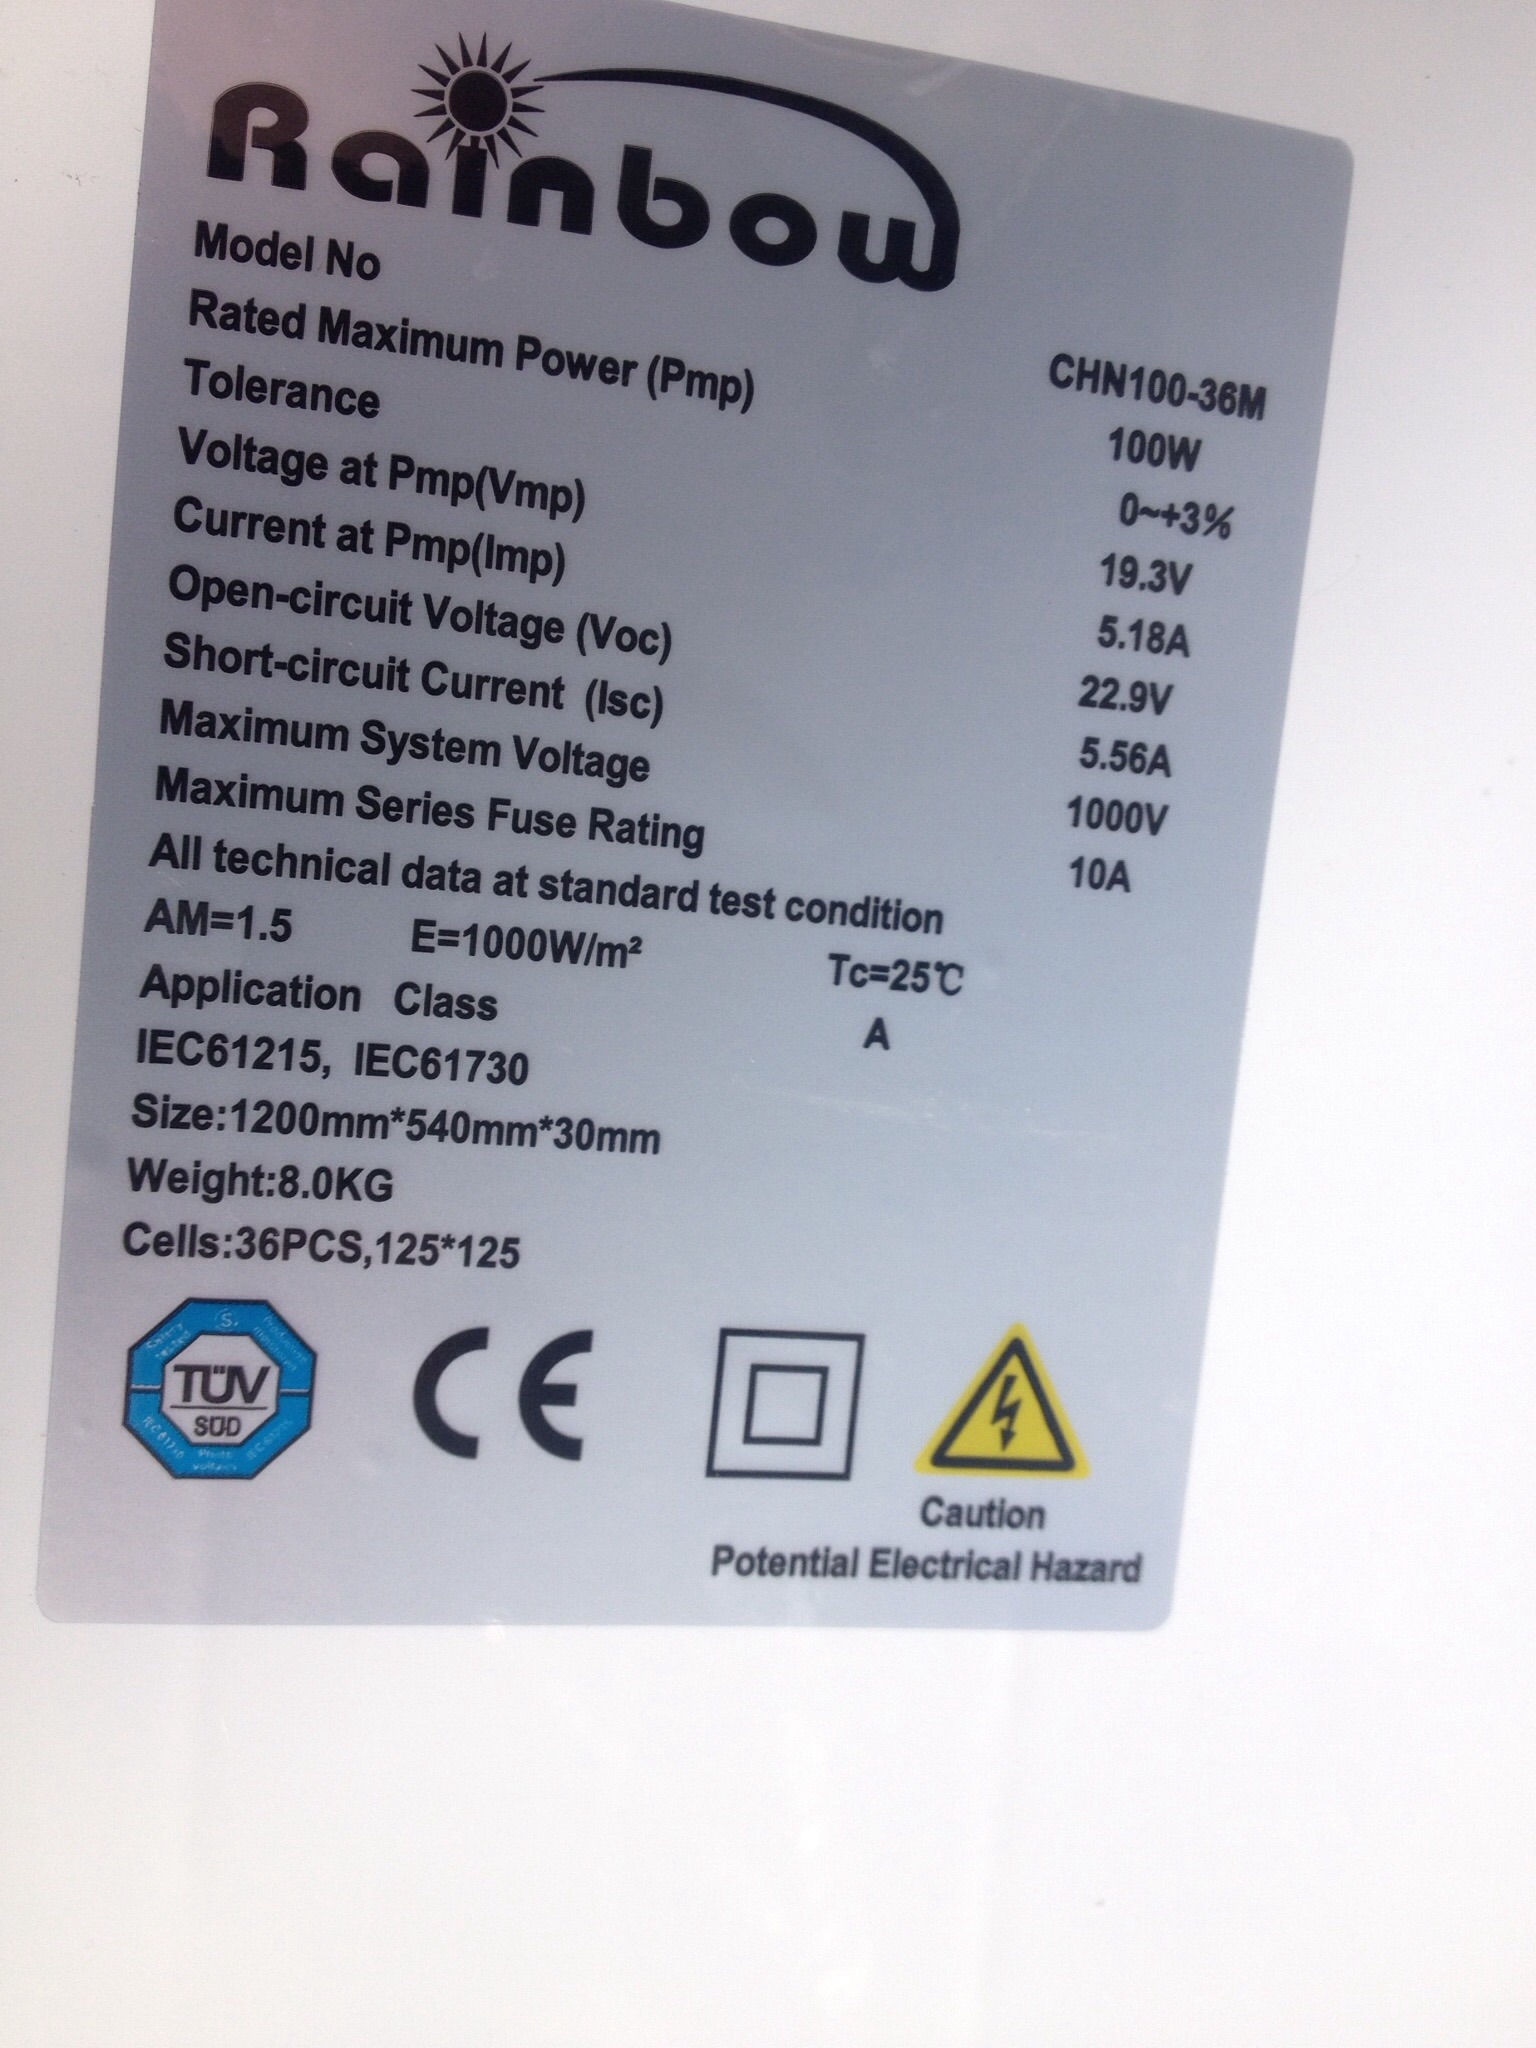 Rainbow
Model No CHN100-36M
Rated Maximum Power (Pmp) 100W
Tolerance 0~+3%
Voltage at Pmp(Vmp) 19.3V
Current at Pmp(Imp) 5.18A
Open-circuit Voltage (Voc) 22.9V
Short-circuit Current (Isc) 5.56A
Maximum System Voltage 1000V
Maximum Series Fuse Rating 10A
All technical data at standard test condition
AM=1.5 E=1000W/m² Tc=25℃
Application Class A
IEC61215, IEC61730
Size:1200mm*540mm*30mm
Weight:8.0KG
Cells:36PCS,125*125
TÜV
SÜD
CE
Caution
Potential Electrical Hazard